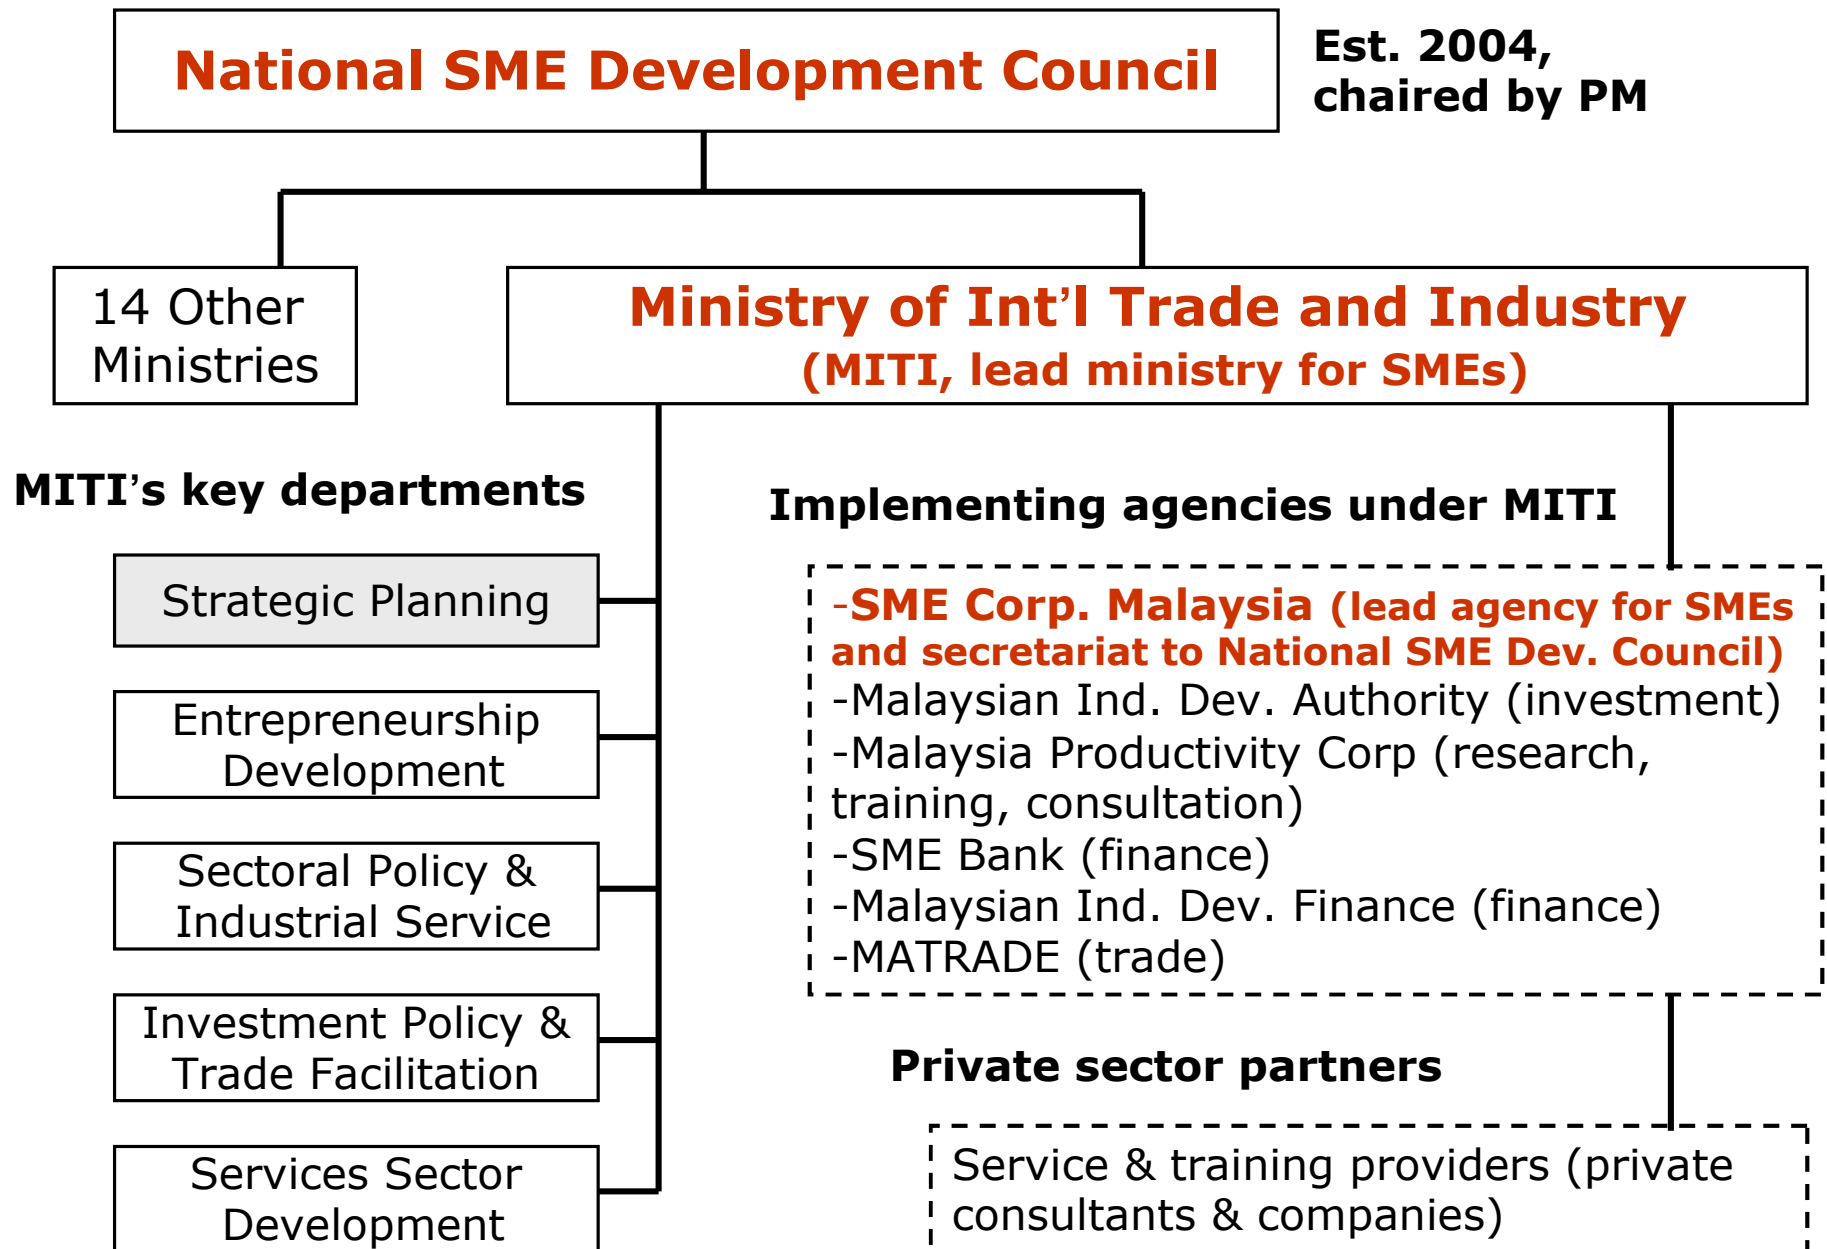 National SME Development Council
Est. 2004,
chaired by PM
14 Other
Ministries
Ministry of Int’l Trade and Industry
(MITI, lead ministry for SMEs)
MITI’s key departments
Strategic Planning
Entrepreneurship
Development
Sectoral Policy &
Industrial Service
Investment Policy &
Trade Facilitation
Services Sector
Development
Implementing agencies under MITI
-SME Corp. Malaysia (lead agency for SMEs
and secretariat to National SME Dev. Council)
-Malaysian Ind. Dev. Authority (investment)
-Malaysia Productivity Corp (research,
training, consultation)
-SME Bank (finance)
-Malaysian Ind. Dev. Finance (finance)
-MATRADE (trade)
Private sector partners
Service & training providers (private
consultants & companies)